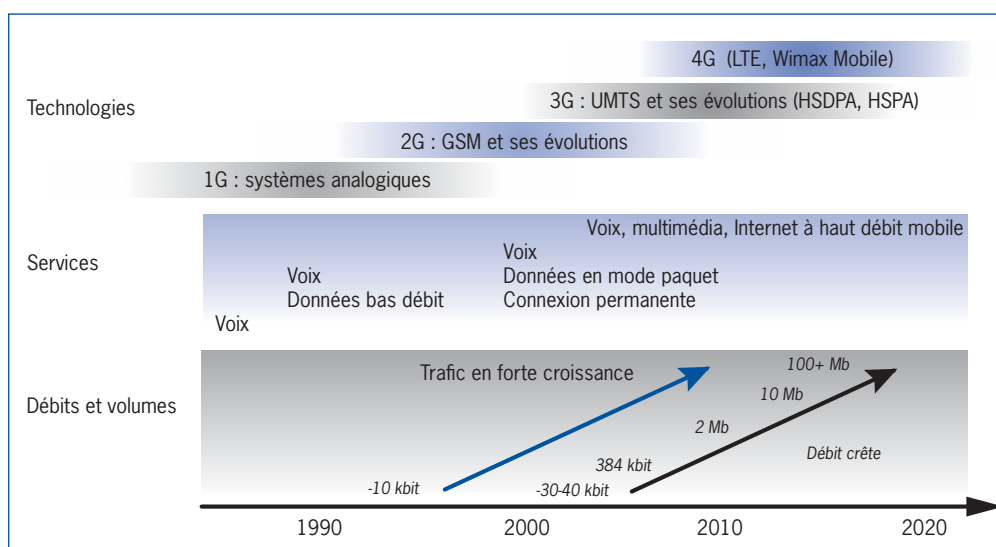 4G (LTE, Wimax Mobile)
Technologies
3G : UMTS et ses évolutions (HSDPA, HSPA)
2G : GSM et ses évolutions
1G : systèmes analogiques
Voix, multimédia, Internet à haut débit mobile
Services
Voix
Données en mode paquet
Connexion permanente
Voix
Données bas débit
Voix
Débits et volumes
Trafic en forte croissance
100+ Mb
10 Mb
2 Mb
Débit crête
384 kbit
-10 kbit
-30-40 kbit
1990
2000
2010
2020